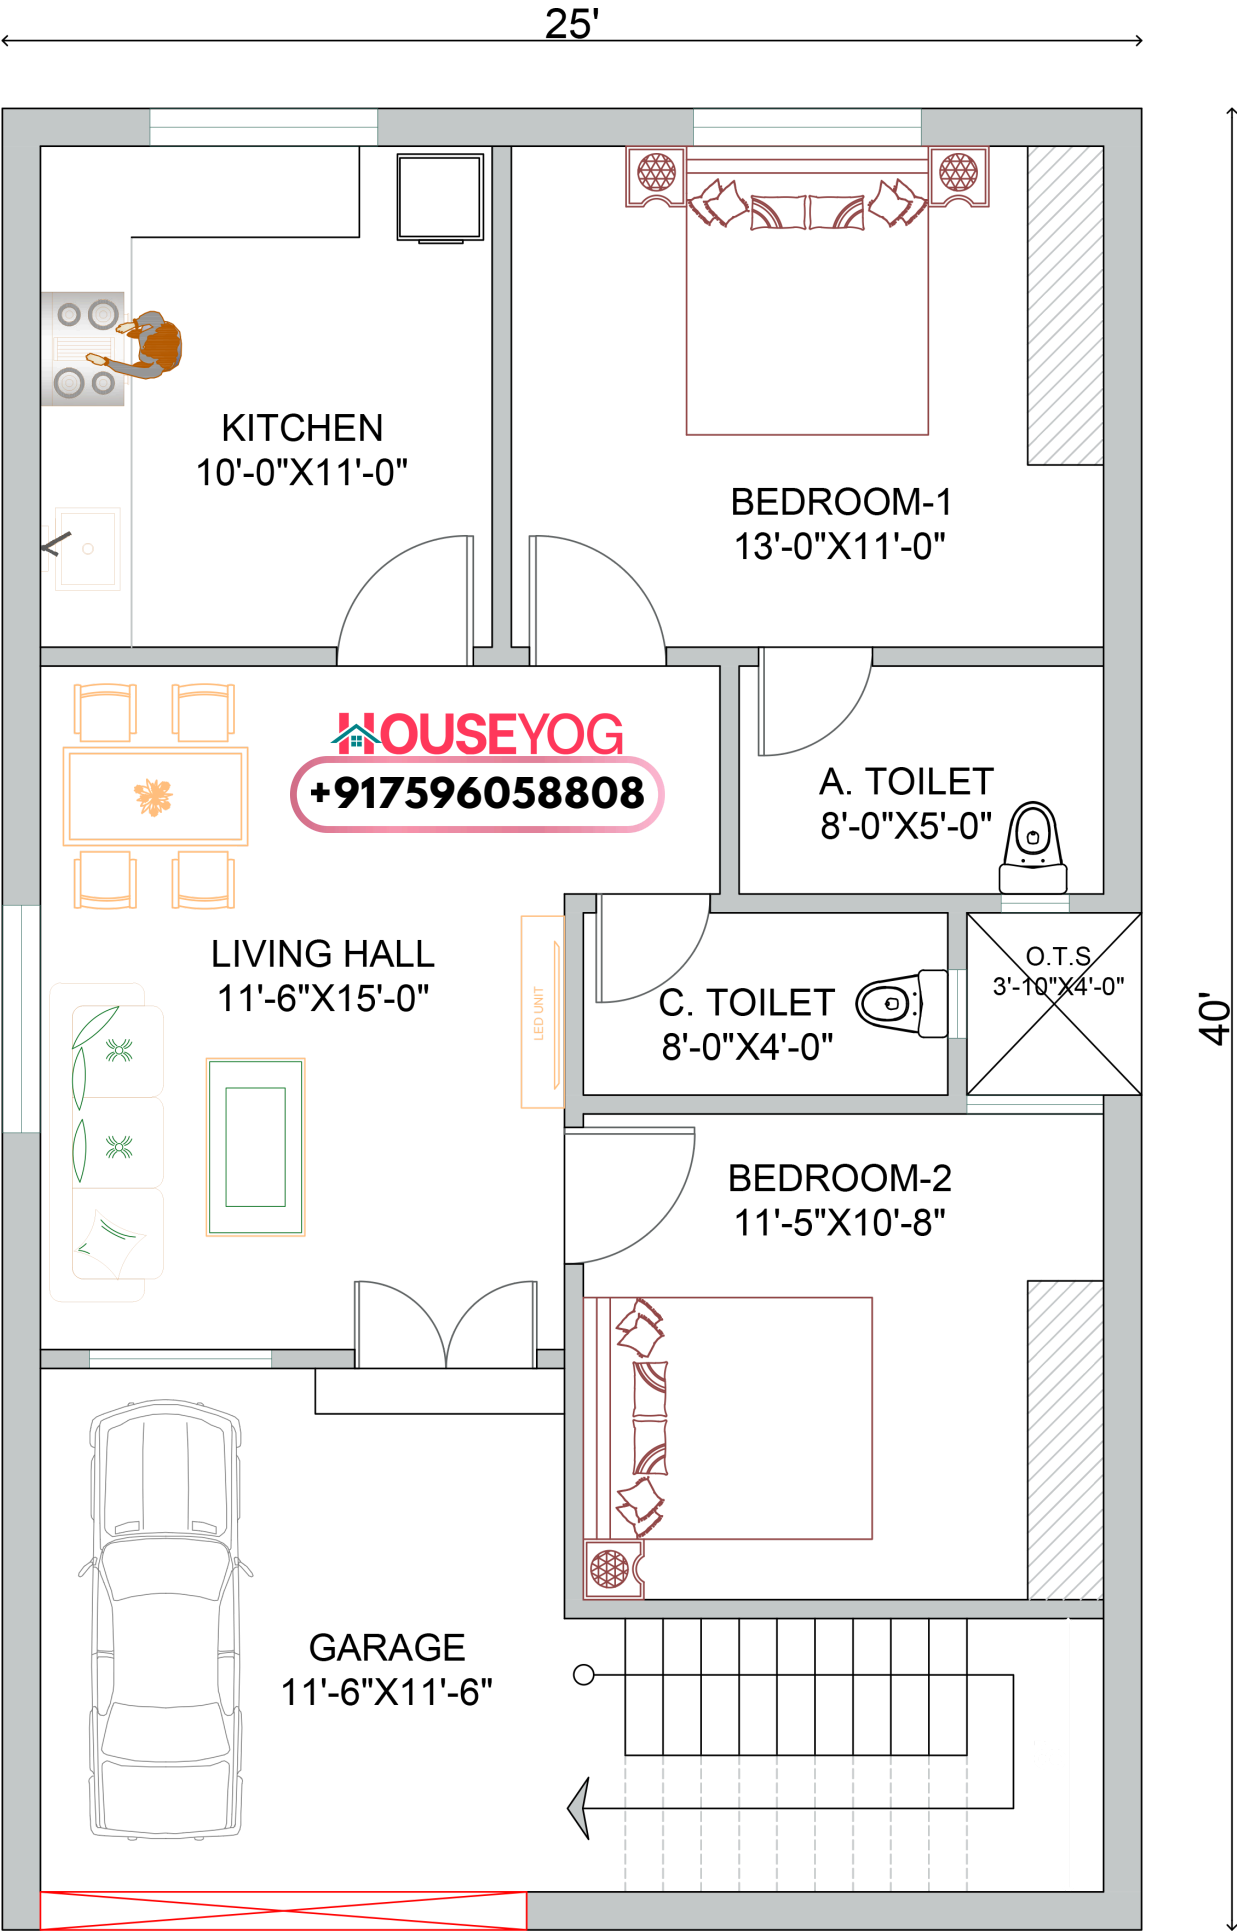 25'
KITCHEN
10'-0"X11'-0"
BEDROOM-1
13'-0"X11'-0"
HOUSEYOG
+917596058808
A. TOILET
8'-0"X5'-0"
LIVING HALL
11'-6"X15'-0"
LED UNIT
C. TOILET
8'-0"X4'-0"
O.T.S
3'-10"X4'-0"
40'
BEDROOM-2
11'-5"X10'-8"
GARAGE
11'-6"X11'-6"